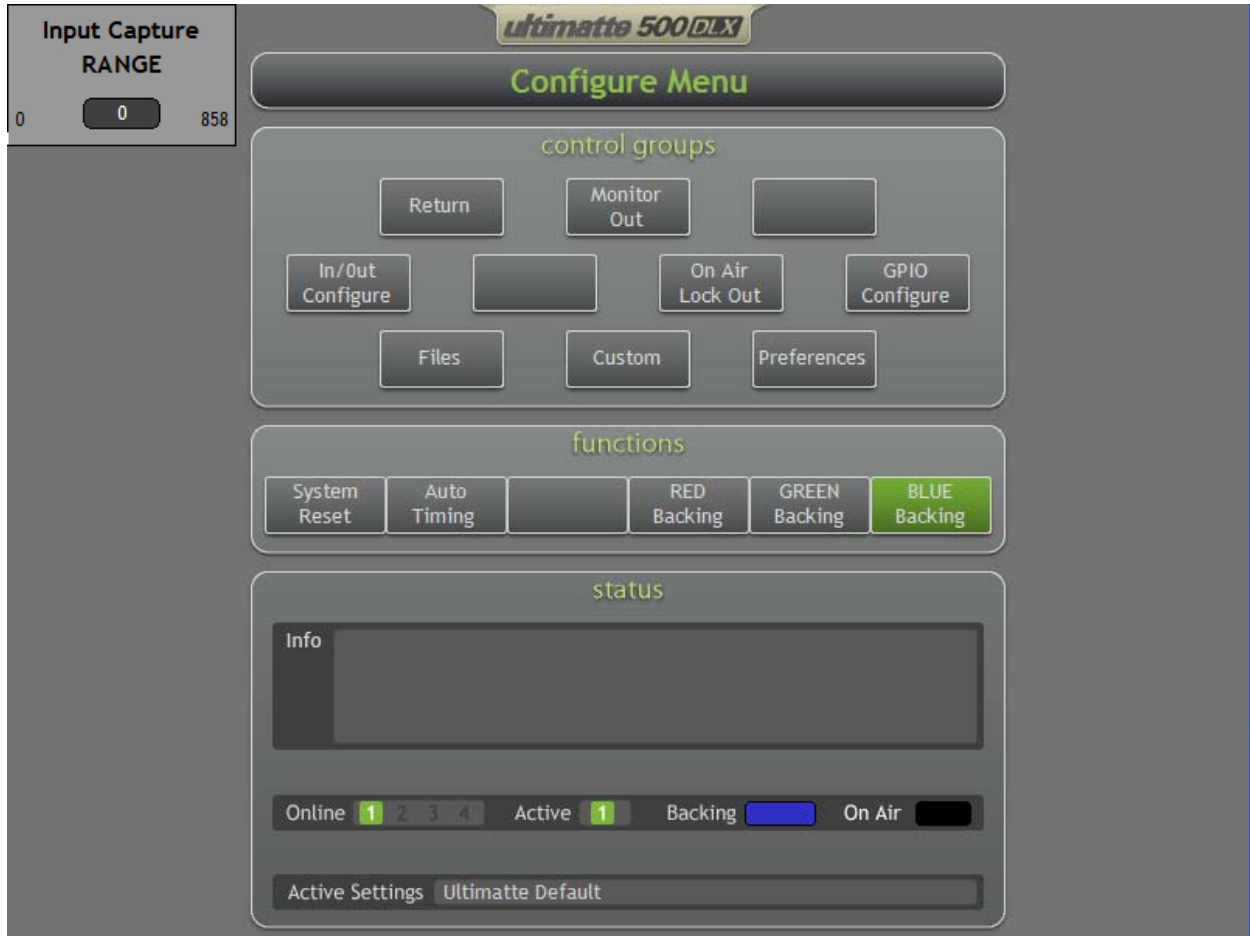 Input Capture
RANGE
0
0
858
ultimatte 500 DLX
Configure Menu
control groups
Return
Monitor
Out
In/Out
Configure
On Air
Lock Out
GPIO
Configure
Files
Custom
Preferences
functions
System
Reset
Auto
Timing
RED
Backing
GREEN
Backing
BLUE
Backing
status
Info
Online 1 2 3 4 Active 1 Backing On Air
Active Settings Ultimatte Default